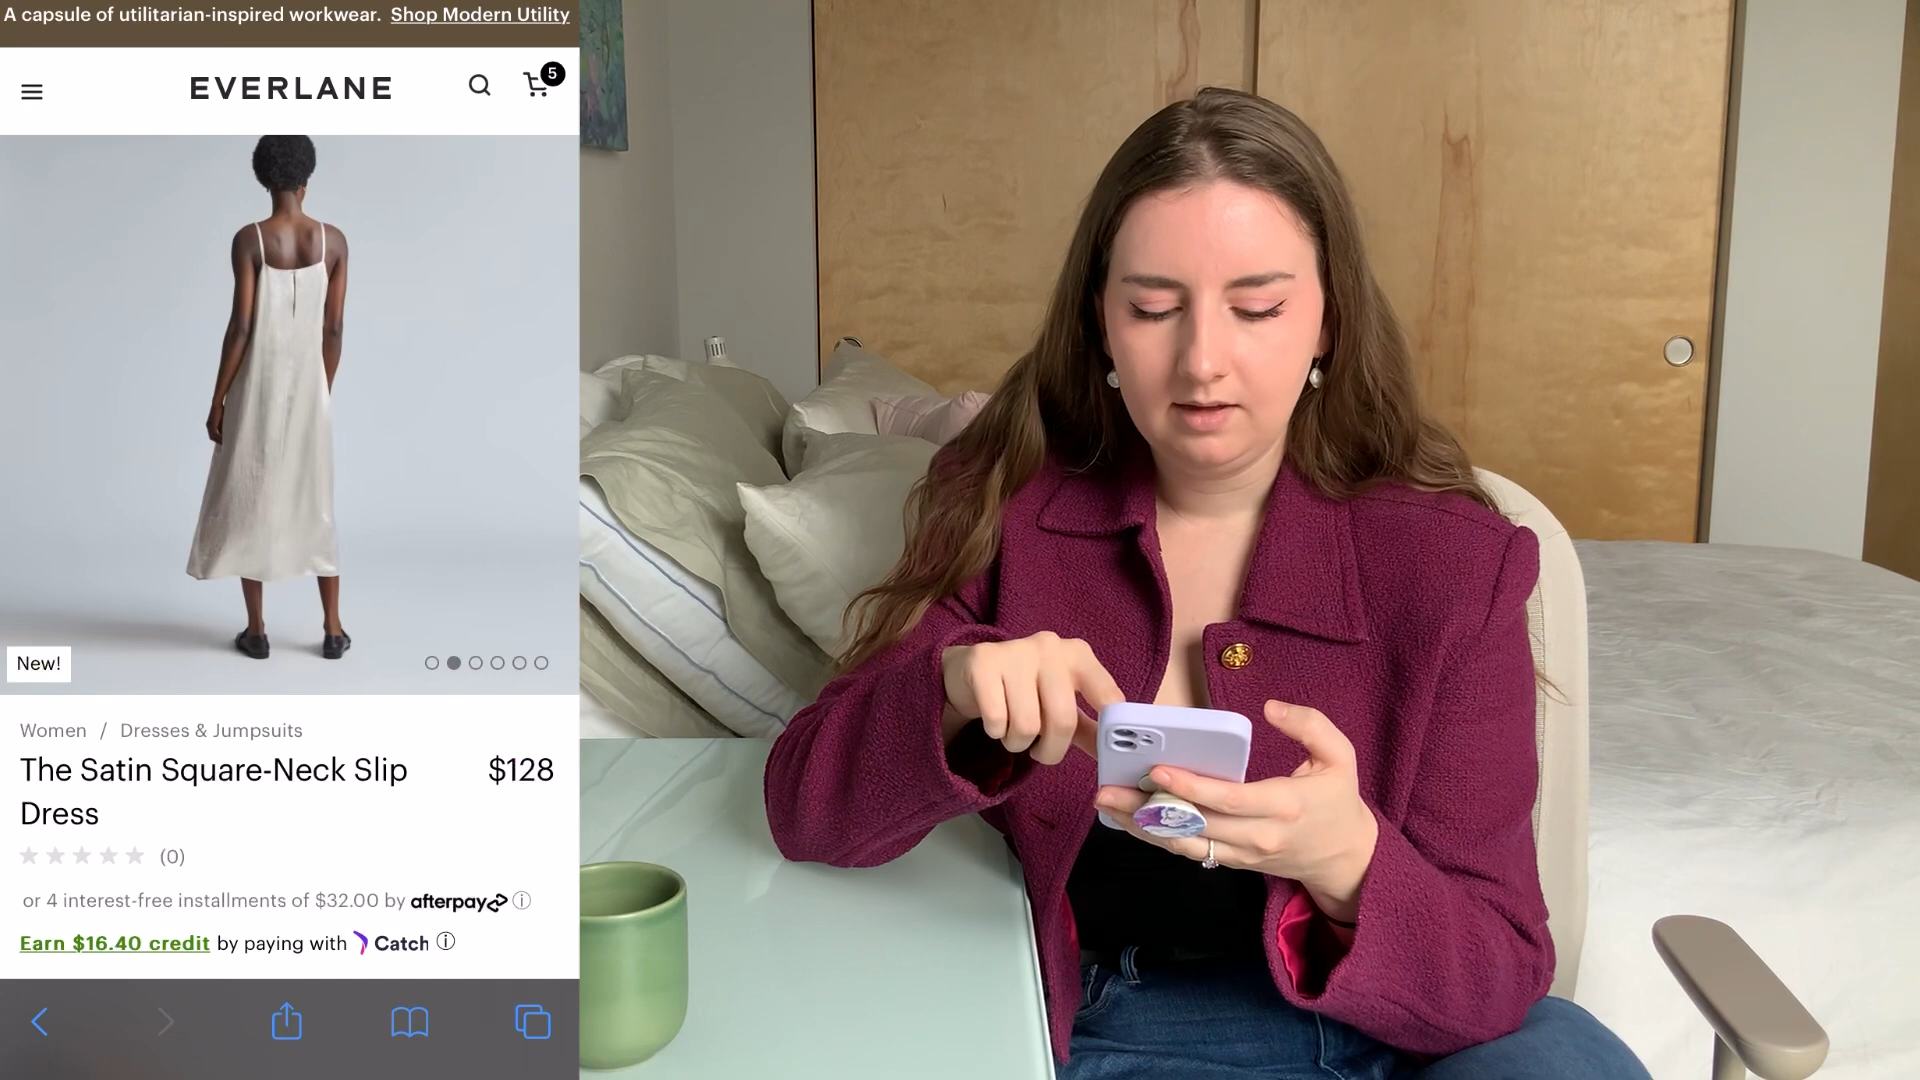 A capsule of utilitarian-inspired workwear. Shop Modern Utility
EVERLANE
5
New!
Women / Dresses & Jumpsuits
The Satin Square-Neck Slip
Dress
$128
(0)
or 4 interest-free installments of $32.00 by afterpay
Earn $16.40 credit by paying with Catch